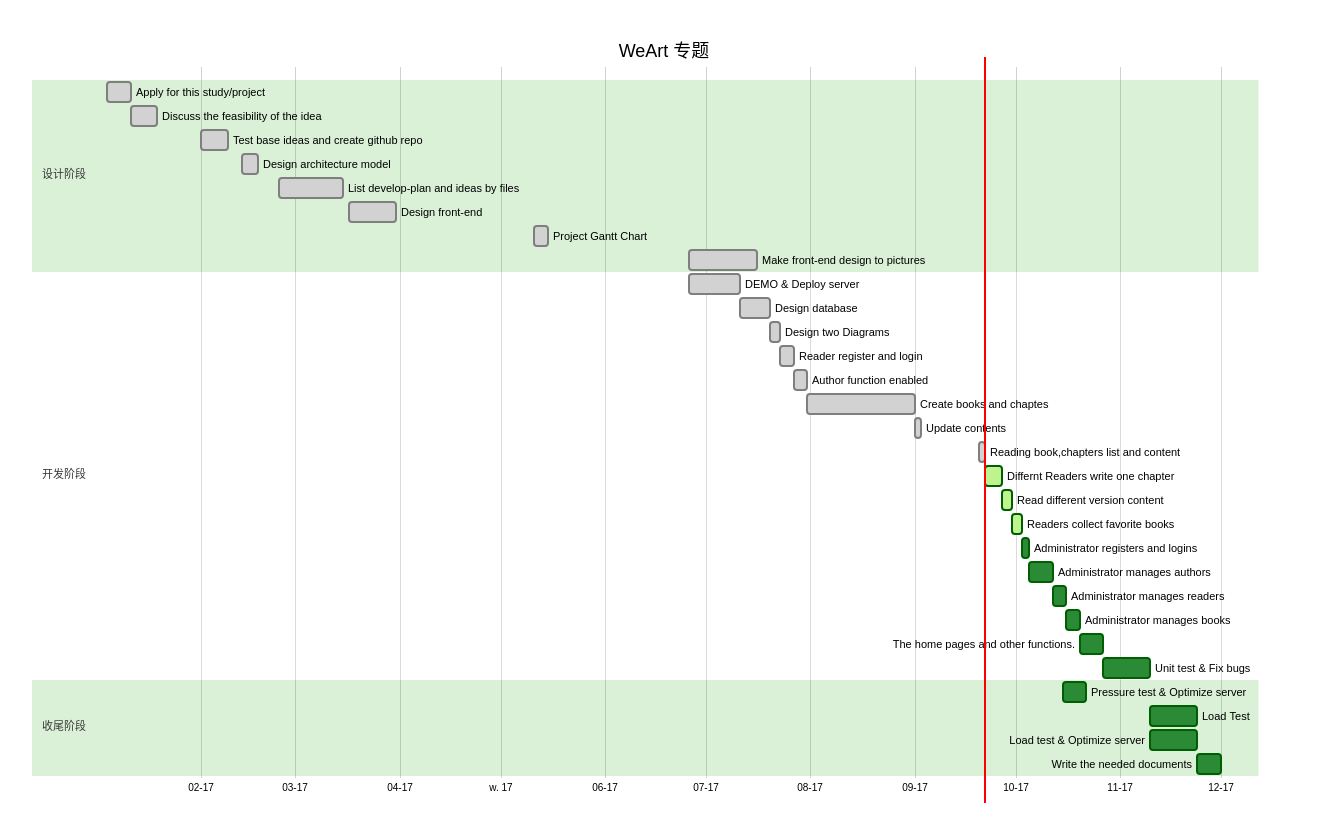 WeArt 专题
Apply for this study/project
Discuss the feasibility of the idea
Test base ideas and create github repo
Design architecture model
设计阶段
List develop-plan and ideas by files
Design front-end
Project Gantt Chart
Make front-end design to pictures
DEMO & Deploy server
Design database
Design two Diagrams
Reader register and login
Author function enabled
Create books and chaptes
Update contents
Reading book,chapters list and content
开发阶段
Differnt Readers write one chapter
Read different version content
Readers collect favorite books
Administrator registers and logins
Administrator manages authors
Administrator manages readers
Administrator manages books
The home pages and other functions.
Unit test & Fix bugs
Pressure test & Optimize server
Load Test
收尾阶段
Load test & Optimize server
Write the needed documents
02-17 03-17 04-17 w. 17 06-17 07-17 08-17 09-17 10-17 11-17 12-17